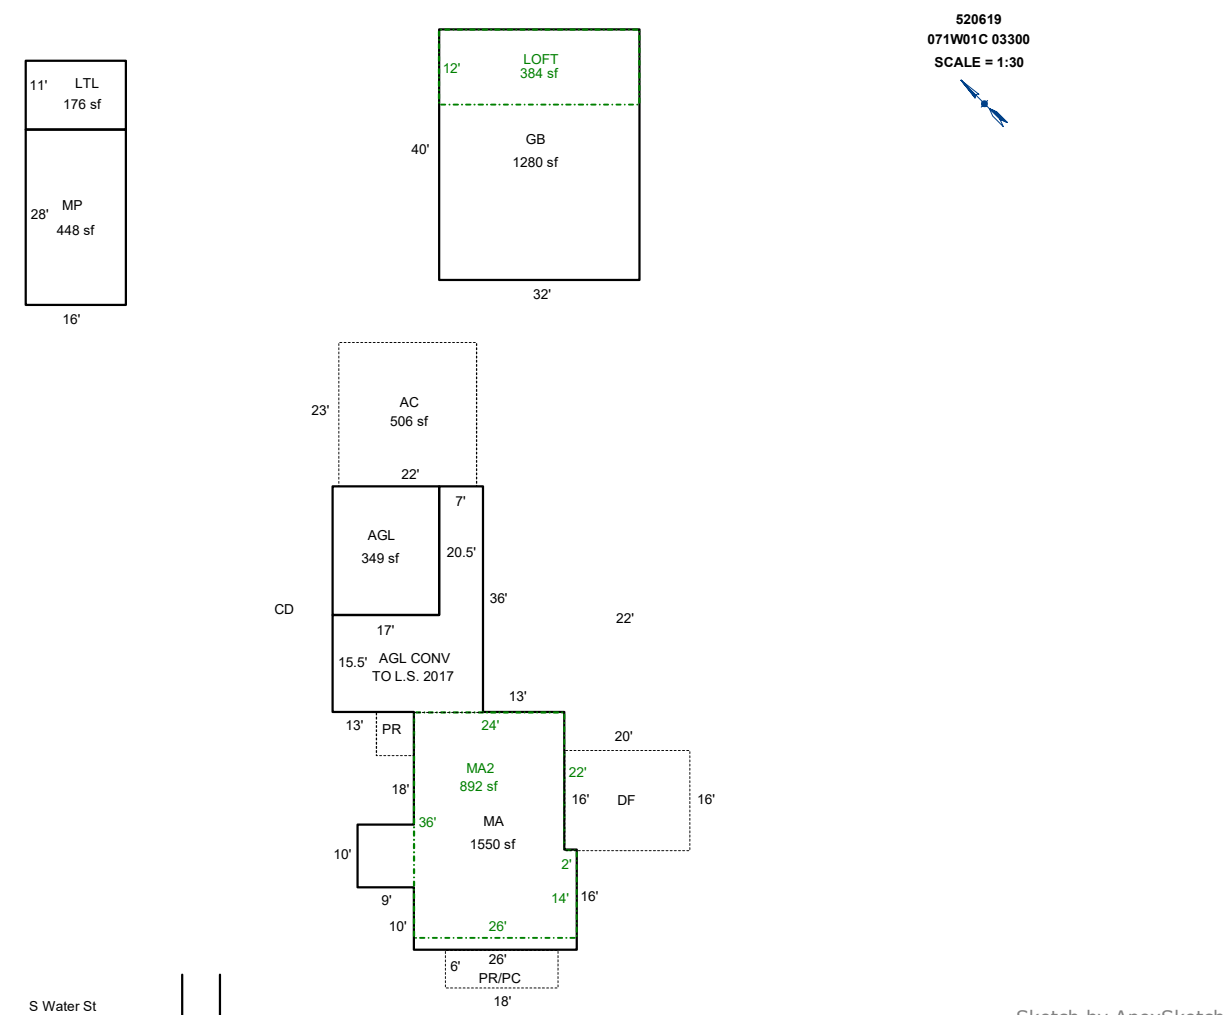 520619
071W01C 03300
SCALE = 1:30
11'
LTL
176 sf
28'
MP
448 sf
16'
12'
LOFT
384 sf
GB
1280 sf
40'
32'
23'
AC
506 sf
22'
7'
AGL
349 sf
20.5'
36'
CD
22'
17'
15.5'
AGL CONV
TO L.S. 2017
13'
13'
PR
24'
20'
MA2
892 sf
22'
18'
16'
DF
16'
36'
MA
1550 sf
10'
2'
9'
14'
16'
10'
26'
26'
6'
PR/PC
18'
S Water St
Sketch by ApexSketch